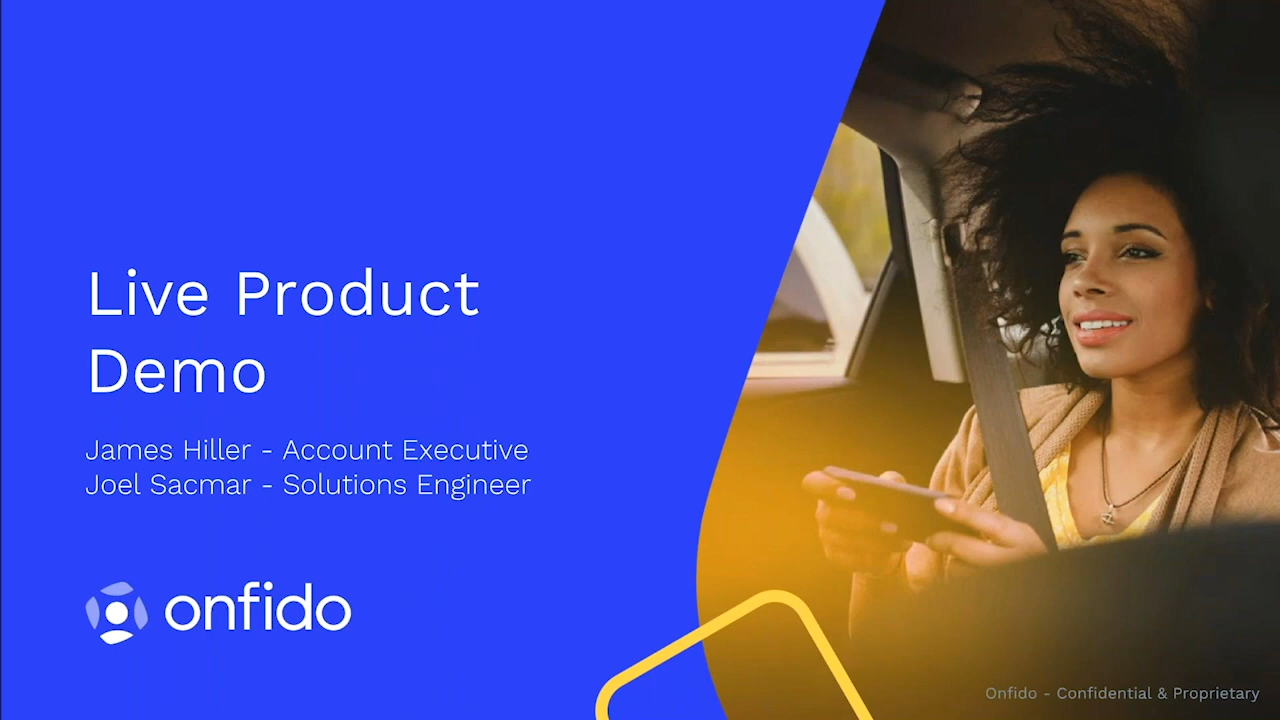 Live Product
Demo
James Hiller - Account Executive
Joel Sacmar - Solutions Engineer
onfido
Onfido - Confidential & Proprietary